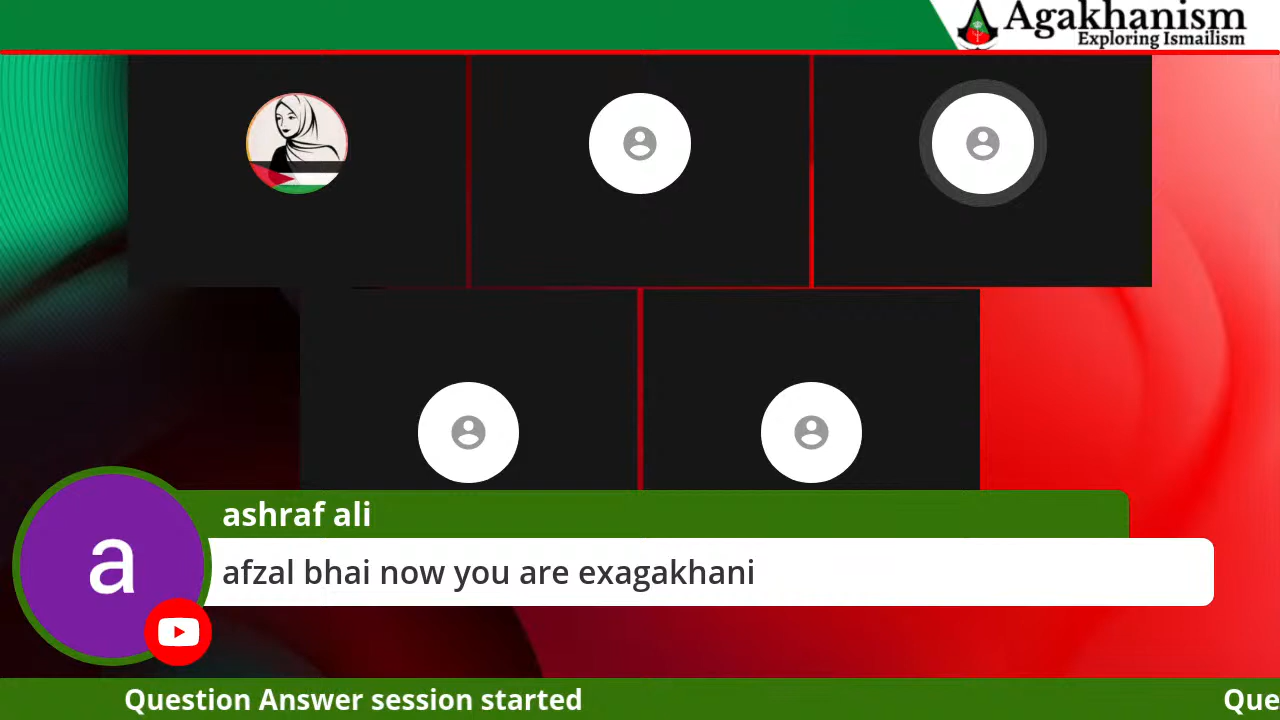 Agakhanism
Exploring Ismailism
a
ashraf ali
afzal bhai now you are exagakhani
Question Answer session started
Que